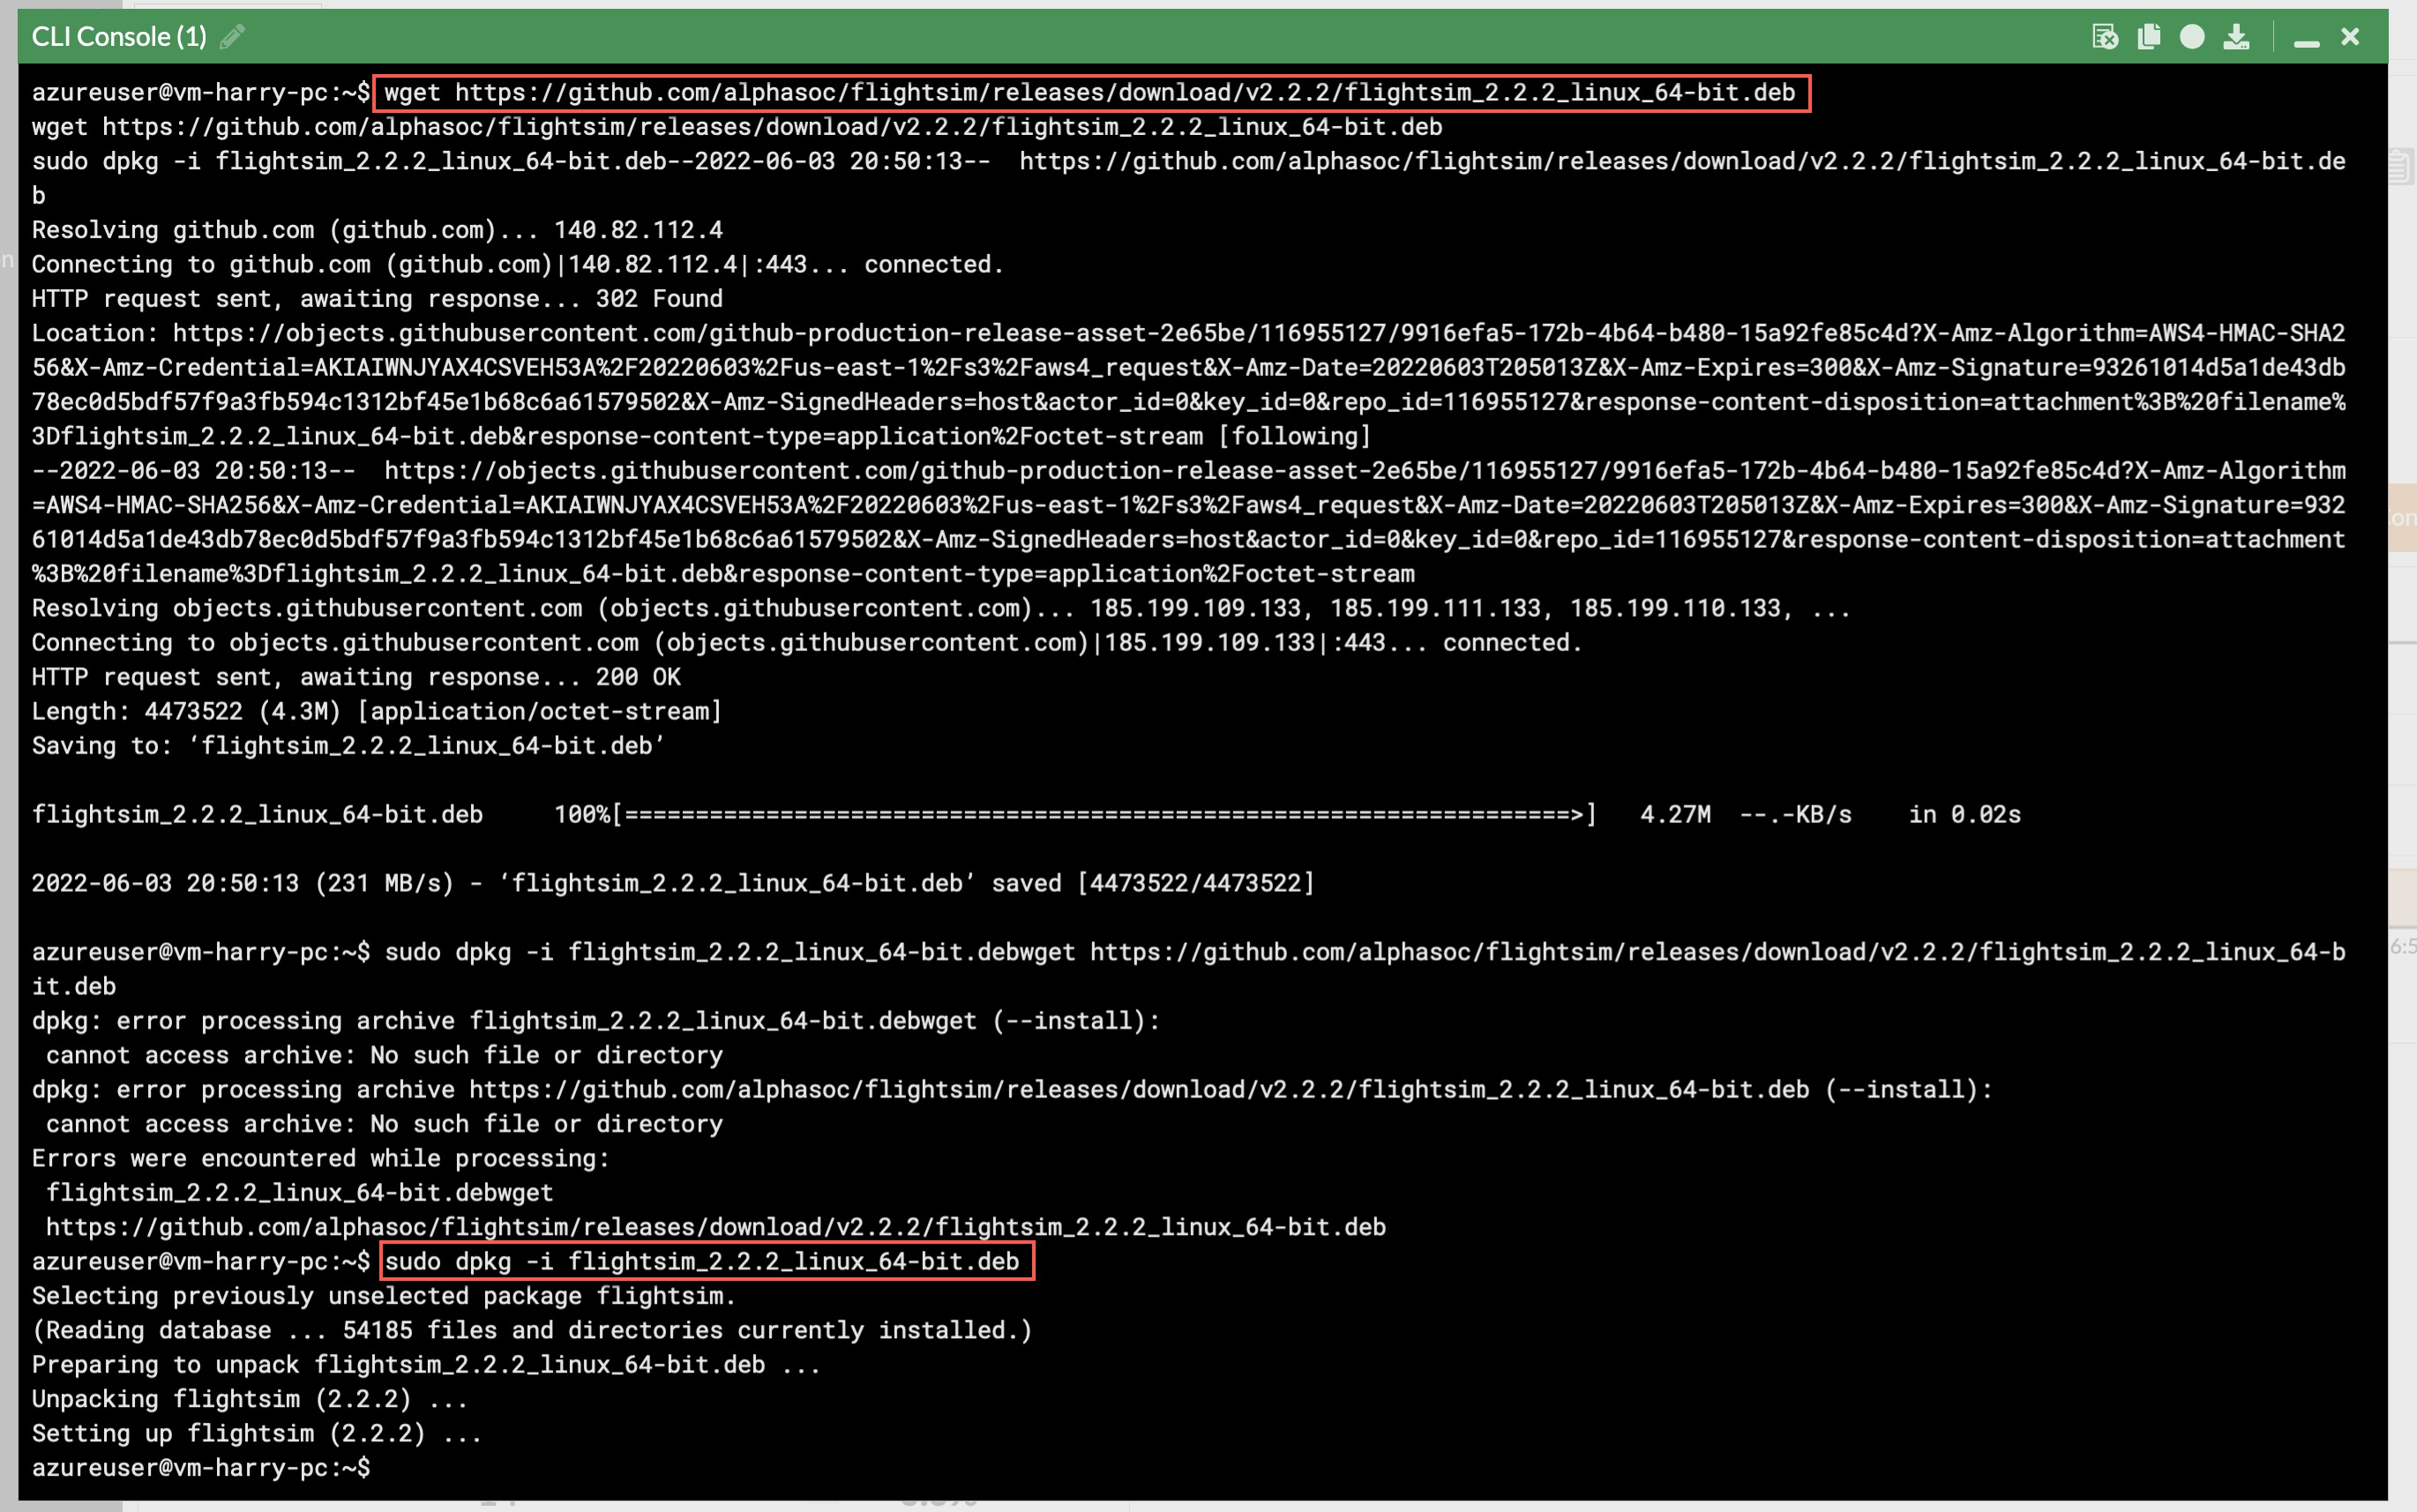 CLI Console (1)
azureuser@vm-harry-pc:~$ wget https://github.com/alphasoc/flightsim/releases/download/v2.2.2/flightsim_2.2.2_linux_64-bit.deb
wget https://github.com/alphasoc/flightsim/releases/download/v2.2.2/flightsim_2.2.2_linux_64-bit.deb
sudo dpkg -i flightsim_2.2.2_linux_64-bit.deb--2022-06-03 20:50:13--  https://github.com/alphasoc/flightsim/releases/download/v2.2.2/flightsim_2.2.2_linux_64-bit.de
b
Resolving github.com (github.com)... 140.82.112.4
Connecting to github.com (github.com)|140.82.112.4|:443... connected.
HTTP request sent, awaiting response... 302 Found
Location: https://objects.githubusercontent.com/github-production-release-asset-2e65be/116955127/9916efa5-172b-4b64-b480-15a92fe85c4d?X-Amz-Algorithm=AWS4-HMAC-SHA2
56&X-Amz-Credential=AKIAIWNJYAX4CSVEH53A%2F20220603%2Fus-east-1%2Fs3%2Faws4_request&X-Amz-Date=20220603T205013Z&X-Amz-Expires=300&X-Amz-Signature=93261014d5a1de43db
78ec0d5bdf57f9a3fb594c1312bf45e1b68c6a61579502&X-Amz-SignedHeaders=host&actor_id=0&key_id=0&repo_id=116955127&response-content-disposition=attachment%3B%20filename%
3Dflightsim_2.2.2_linux_64-bit.deb&response-content-type=application%2Foctet-stream [following]
--2022-06-03 20:50:13--  https://objects.githubusercontent.com/github-production-release-asset-2e65be/116955127/9916efa5-172b-4b64-b480-15a92fe85c4d?X-Amz-Algorithm
=AWS4-HMAC-SHA256&X-Amz-Credential=AKIAIWNJYAX4CSVEH53A%2F20220603%2Fus-east-1%2Fs3%2Faws4_request&X-Amz-Date=20220603T205013Z&X-Amz-Expires=300&X-Amz-Signature=932
61014d5a1de43db78ec0d5bdf57f9a3fb594c1312bf45e1b68c6a61579502&X-Amz-SignedHeaders=host&actor_id=0&key_id=0&repo_id=116955127&response-content-disposition=attachment
%3B%20filename%3Dflightsim_2.2.2_linux_64-bit.deb&response-content-type=application%2Foctet-stream
Resolving objects.githubusercontent.com (objects.githubusercontent.com)... 185.199.109.133, 185.199.111.133, 185.199.110.133, ...
Connecting to objects.githubusercontent.com (objects.githubusercontent.com)|185.199.109.133|:443... connected.
HTTP request sent, awaiting response... 200 OK
Length: 4473522 (4.3M) [application/octet-stream]
Saving to: ‘flightsim_2.2.2_linux_64-bit.deb’
flightsim_2.2.2_linux_64-bit.deb     100%[===================================================================>]   4.27M  --.-KB/s    in 0.02s
2022-06-03 20:50:13 (231 MB/s) - ‘flightsim_2.2.2_linux_64-bit.deb’ saved [4473522/4473522]
azureuser@vm-harry-pc:~$ sudo dpkg -i flightsim_2.2.2_linux_64-bit.debwget https://github.com/alphasoc/flightsim/releases/download/v2.2.2/flightsim_2.2.2_linux_64-b
it.deb
dpkg: error processing archive flightsim_2.2.2_linux_64-bit.debwget (--install):
 cannot access archive: No such file or directory
dpkg: error processing archive https://github.com/alphasoc/flightsim/releases/download/v2.2.2/flightsim_2.2.2_linux_64-bit.deb (--install):
 cannot access archive: No such file or directory
Errors were encountered while processing:
 flightsim_2.2.2_linux_64-bit.debwget
 https://github.com/alphasoc/flightsim/releases/download/v2.2.2/flightsim_2.2.2_linux_64-bit.deb
azureuser@vm-harry-pc:~$ sudo dpkg -i flightsim_2.2.2_linux_64-bit.deb
Selecting previously unselected package flightsim.
(Reading database ... 54185 files and directories currently installed.)
Preparing to unpack flightsim_2.2.2_linux_64-bit.deb ...
Unpacking flightsim (2.2.2) ...
Setting up flightsim (2.2.2) ...
azureuser@vm-harry-pc:~$